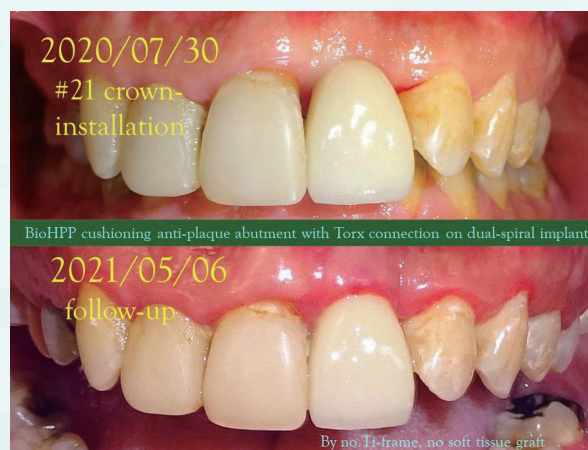 2020/07/30
#21 crown-
installation
BioHPP cushioning anti-plaque abutment with Torx connection on dual-spiral implant
2021/05/06
follow-up
By no Ti-frame, no soft tissue graft